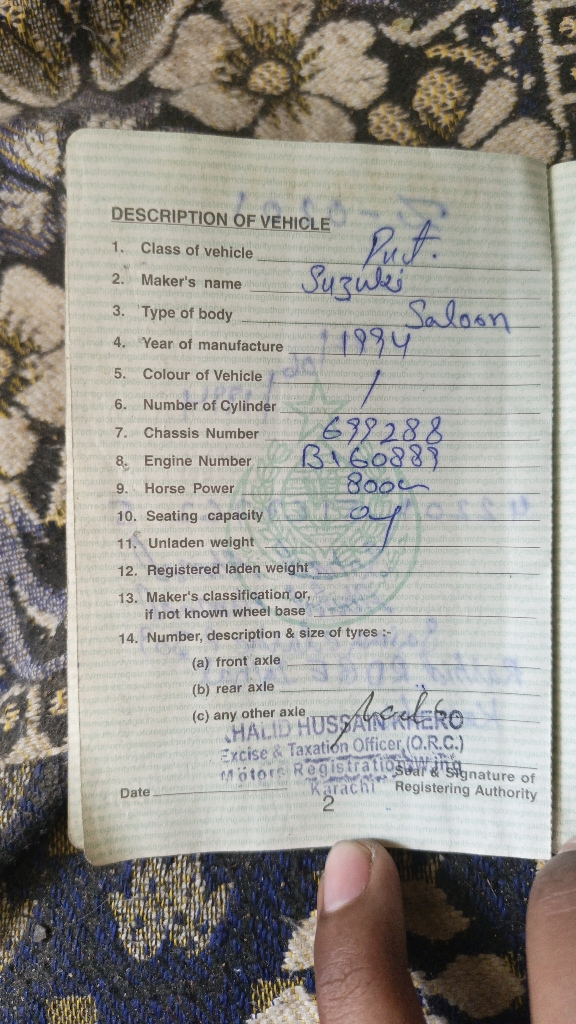 DESCRIPTION OF VEHICLE
1. Class of vehicle Pvt.
2. Maker's name Suzuki
3. Type of body Saloon
4. Year of manufacture 1994
5. Colour of Vehicle /
6. Number of Cylinder
7. Chassis Number 699288
8. Engine Number B160889
9. Horse Power 800cc
10. Seating capacity 04
11. Unladen weight
12. Registered laden weight
13. Maker's classification or,
if not known wheel base
14. Number, description & size of tyres :-
(a) front axle
(b) rear axle
(c) any other axle
KHALID HUSSAIN KHERO
Excise & Taxation Officer (O.R.C.)
Motors Registration Wing
Karachi
Seal & Signature of
Date Registering Authority
2